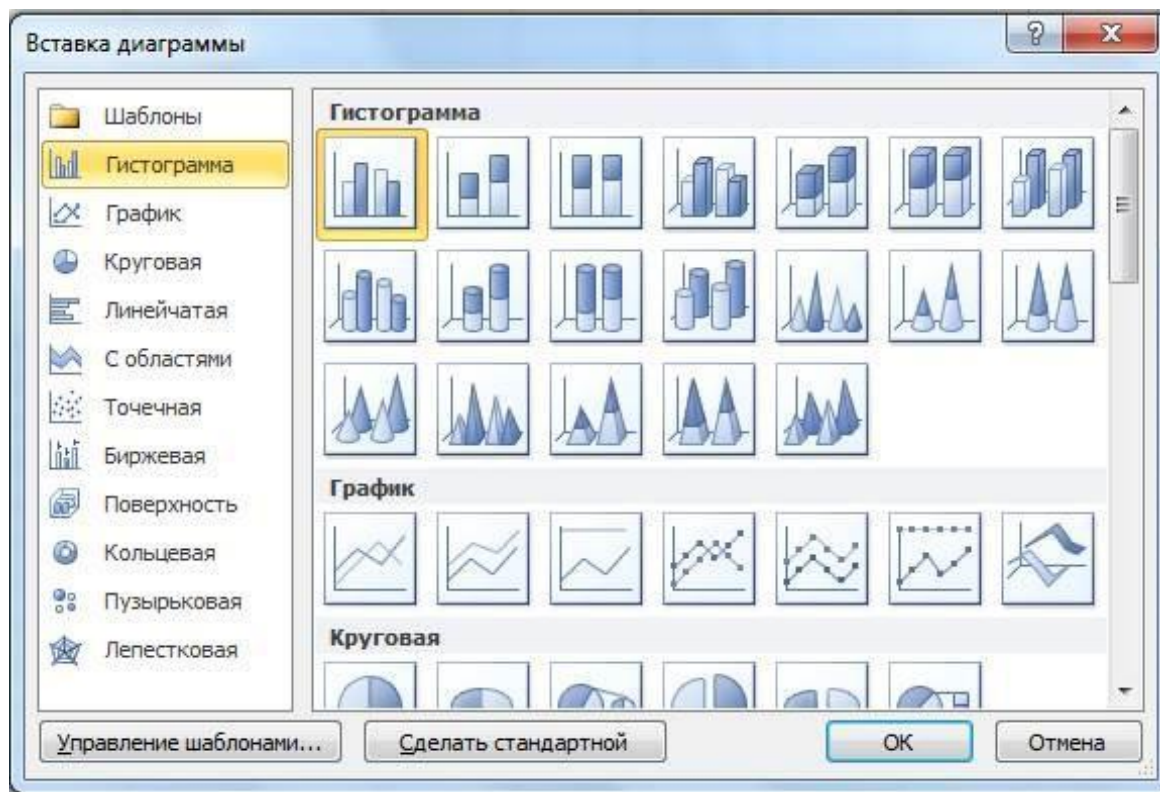 Вставка диаграммы
Шаблоны
Гистограмма
График
Круговая
Линейчатая
С областями
Точечная
Биржевая
Поверхность
Кольцевая
Пузырьковая
Лепестковая
Гистограмма
График
Круговая
Управление шаблонами...
Сделать стандартной
ОК
Отмена